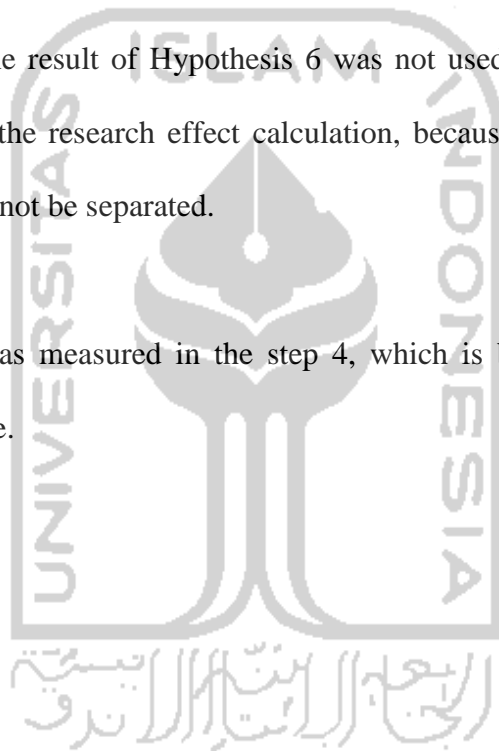 e result of Hypothesis 6 was not used
the research effect calculation, becaus
not be separated.
as measured in the step 4, which is
e.
ISLAM
UNIVERSITAS
INDONESIA